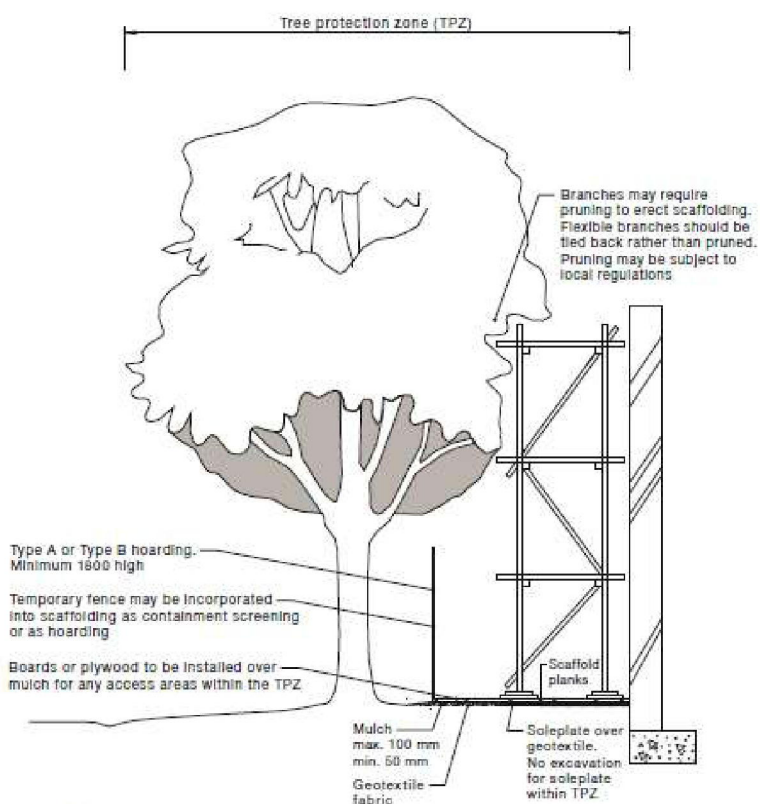 Tree protection zone (TPZ)
Branches may require
pruning to erect scaffolding.
Flexible branches should be
tied back rather than pruned.
Pruning may be subject to
local regulations
Type A or Type B hoarding.
Minimum 1800 high
Temporary fence may be incorporated
into scaffolding as containment screening
or as hoarding
Boards or plywood to be installed over
mulch for any access areas within the TPZ
Scaffold
planks
Mulch
max. 100 mm
min. 50 mm
Geotextile
fabric
Soleplate over
geotextile.
No excavation
for soleplate
within TPZ